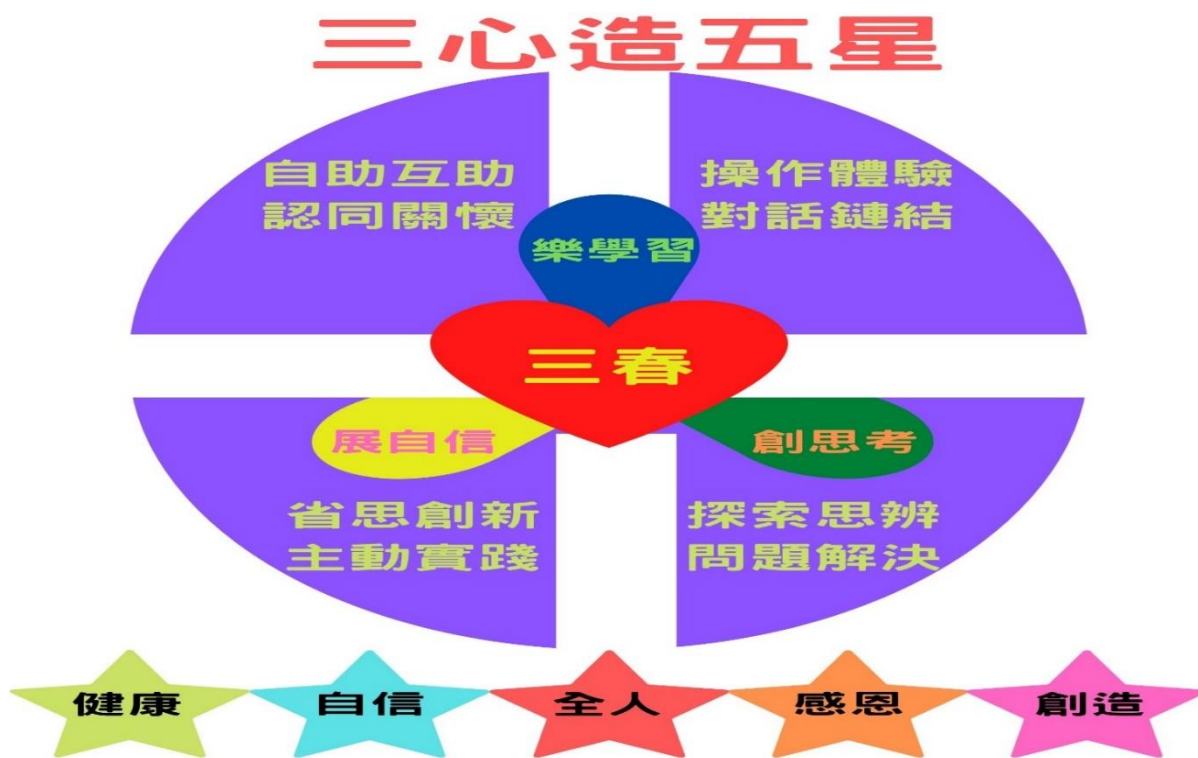 三心造五星
自助互助
認同關懷
操作體驗
對話鏈結
樂學習
三春
展自信
創思考
省思創新
主動實踐
探索思辨
問題解決
健康
自信
全人
感恩
創造